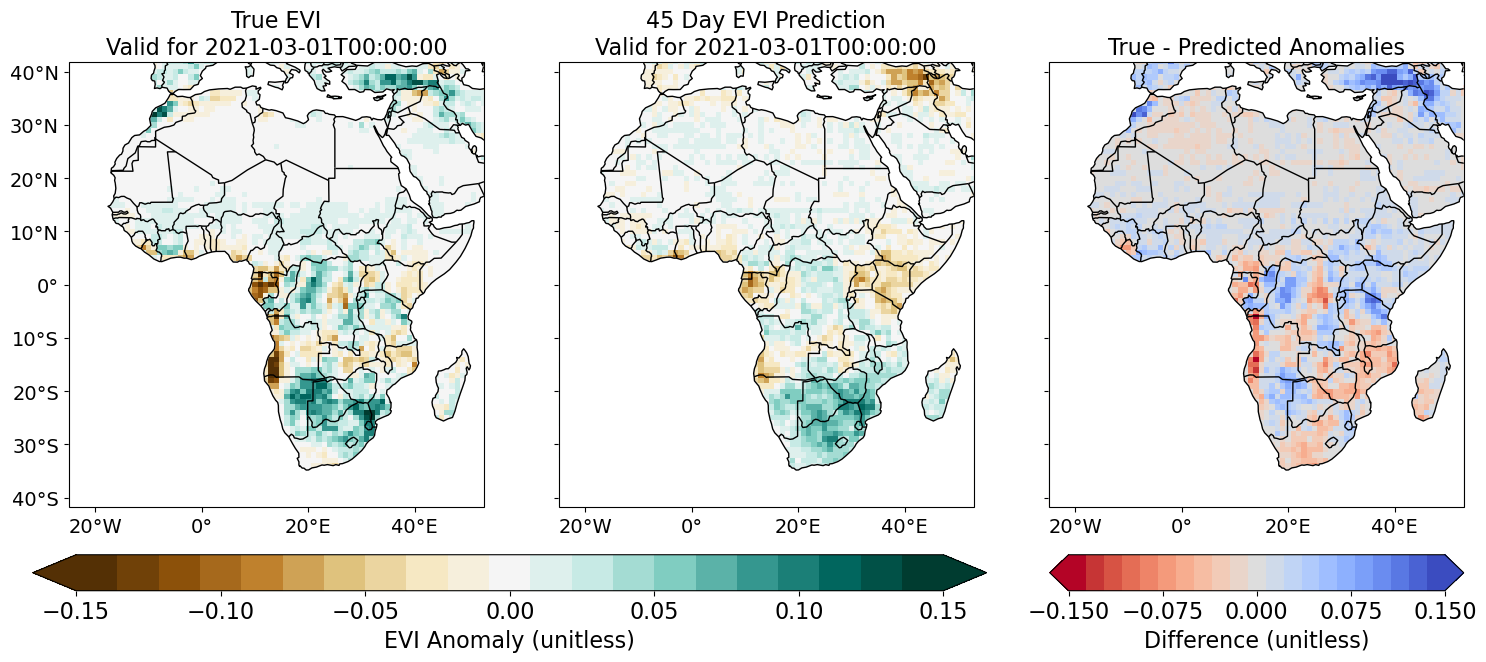 True EVI
Valid for 2021-03-01T00:00:00
45 Day EVI Prediction
Valid for 2021-03-01T00:00:00
True - Predicted Anomalies
40°N
30°N
20°N
10°N
0°
10°S
20°S
30°S
40°S
20°W 0° 20°E 40°E
20°W 0° 20°E 40°E
20°W 0° 20°E 40°E
−0.15 −0.10 −0.05 0.00 0.05 0.10 0.15
EVI Anomaly (unitless)
−0.150 −0.075 0.000 0.075 0.150
Difference (unitless)